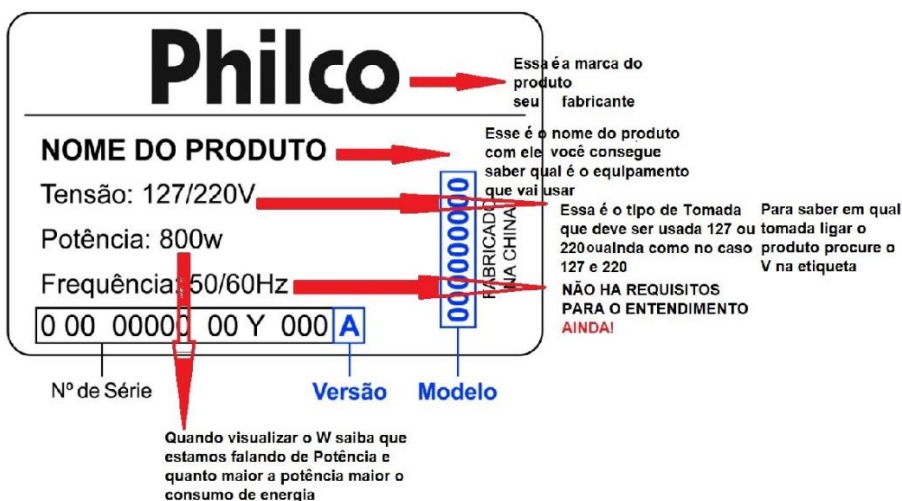 Philco
Essa é a marca do
produto
seu fabricante
NOME DO PRODUTO
Esse é o nome do produto
com ele você consegue
saber qual é o equipamento
que vai usar
Tensão: 127/220V
Essa é o tipo de Tomada
que deve ser usada 127 ou
220 ou ainda como no caso
127 e 220
Para saber em qual
tomada ligar o
produto procure o
V na etiqueta
Potência: 800w
Frequência: 50/60Hz
NÃO HA REQUISITOS
PARA O ENTENDIMENTO
AINDA!
FABRICADO
NA CHINA
0000000000
0 00 00000 00 Y 000 A
Nº de Série
Versão
Modelo
Quando visualizar o W saiba que
estamos falando de Potência e
quanto maior a potência maior o
consumo de energia